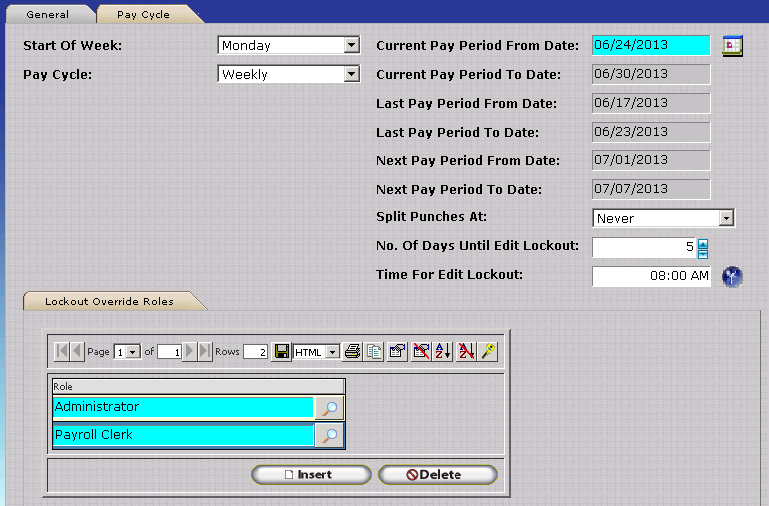 General Pay Cycle
Start Of Week: Monday Current Pay Period From Date: 06/24/2013
Pay Cycle: Weekly Current Pay Period To Date: 06/30/2013
Last Pay Period From Date: 06/17/2013
Last Pay Period To Date: 06/23/2013
Next Pay Period From Date: 07/01/2013
Next Pay Period To Date: 07/07/2013
Split Punches At: Never
No. Of Days Until Edit Lockout: 5
Time For Edit Lockout: 08:00 AM
Lockout Override Roles
Page 1 of 1 Rows 2 HTML
Role
Administrator
Payroll Clerk
Insert Delete